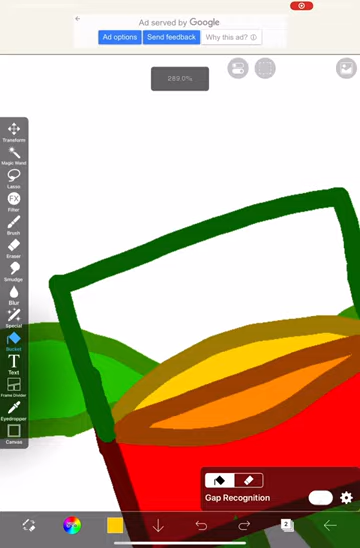 Ad served by Google
Ad options
Send feedback
Why this ad?
289.0%
Transform
Magic Wand
Lasso
FX
Filter
Brush
Eraser
Smudge
Blur
Special
Bucket
T
Text
Frame Divider
Eyedropper
Canvas
Gap Recognition
2